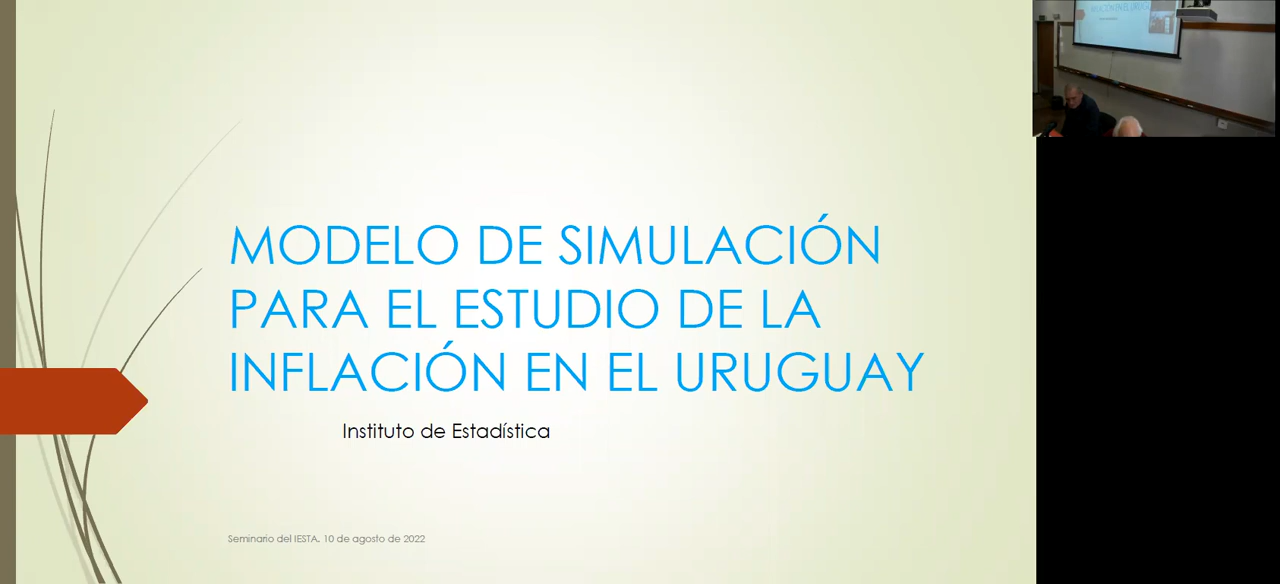 MODELO DE SIMULACIÓN
PARA EL ESTUDIO DE LA
INFLACIÓN EN EL URUGUAY
Instituto de Estadística
Seminario del IESTA. 10 de agosto de 2022